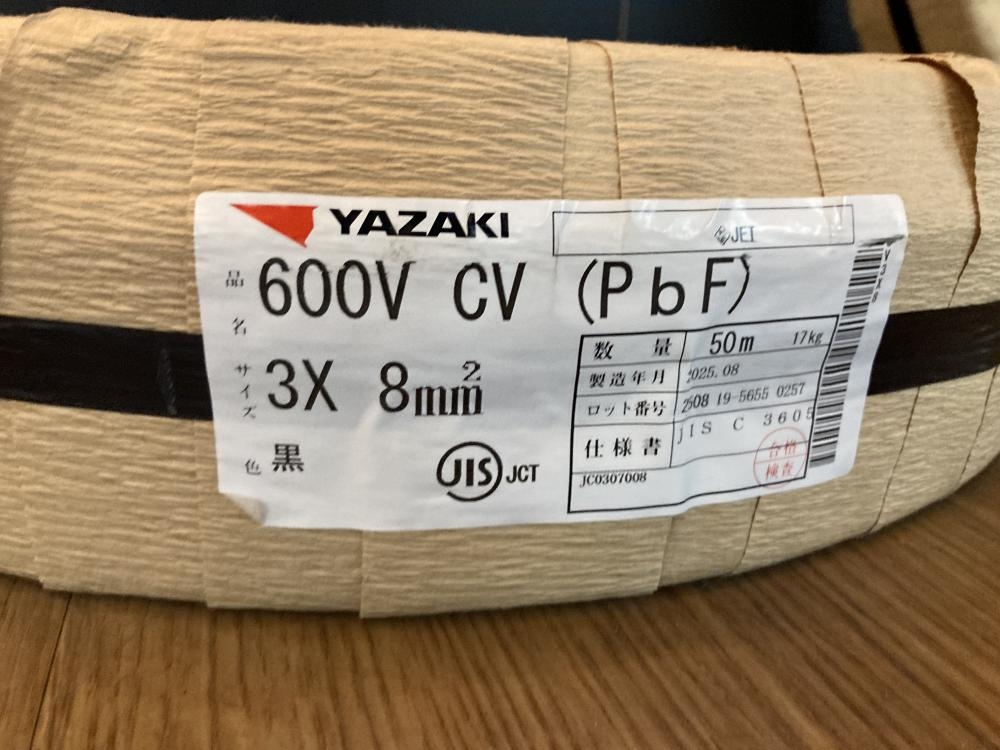 YAZAKI
JET
品名 600V CV (PbF)
サイズ 3X 8mm²
色 黒
JIS JCT
数量 50m 17kg
製造年月 2025.08
ロット番号 2508 19-5655 0257
仕様書 JIS C 3605
JC0307008
合格
検査
V3X8